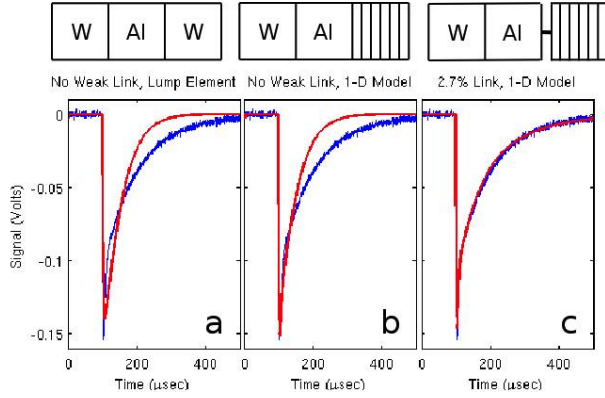 W Al W
W Al
W Al
No Weak Link, Lump Element
No Weak Link, 1-D Model
2.7% Link, 1-D Model
0
-0.05
-0.1
-0.15
Signal (Volts)
a
b
c
0 200 400
0 200 400
0 200 400
Time (μsec)
Time (μsec)
Time (μsec)